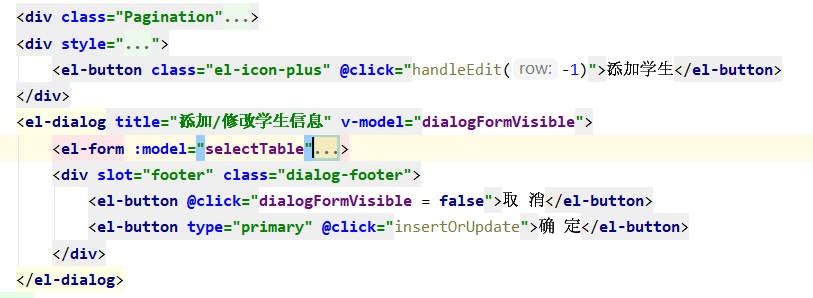 <div class="Pagination"...>
<div style="...">
<el-button class="el-icon-plus" @click="handleEdit( row: -1)">添加学生</el-button>
</div>
<el-dialog title="添加/修改学生信息" v-model="dialogFormVisible">
<el-form :model="selectTable"...>
<div slot="footer" class="dialog-footer">
<el-button @click="dialogFormVisible = false">取 消</el-button>
<el-button type="primary" @click="insertOrUpdate">确 定</el-button>
</div>
</el-dialog>